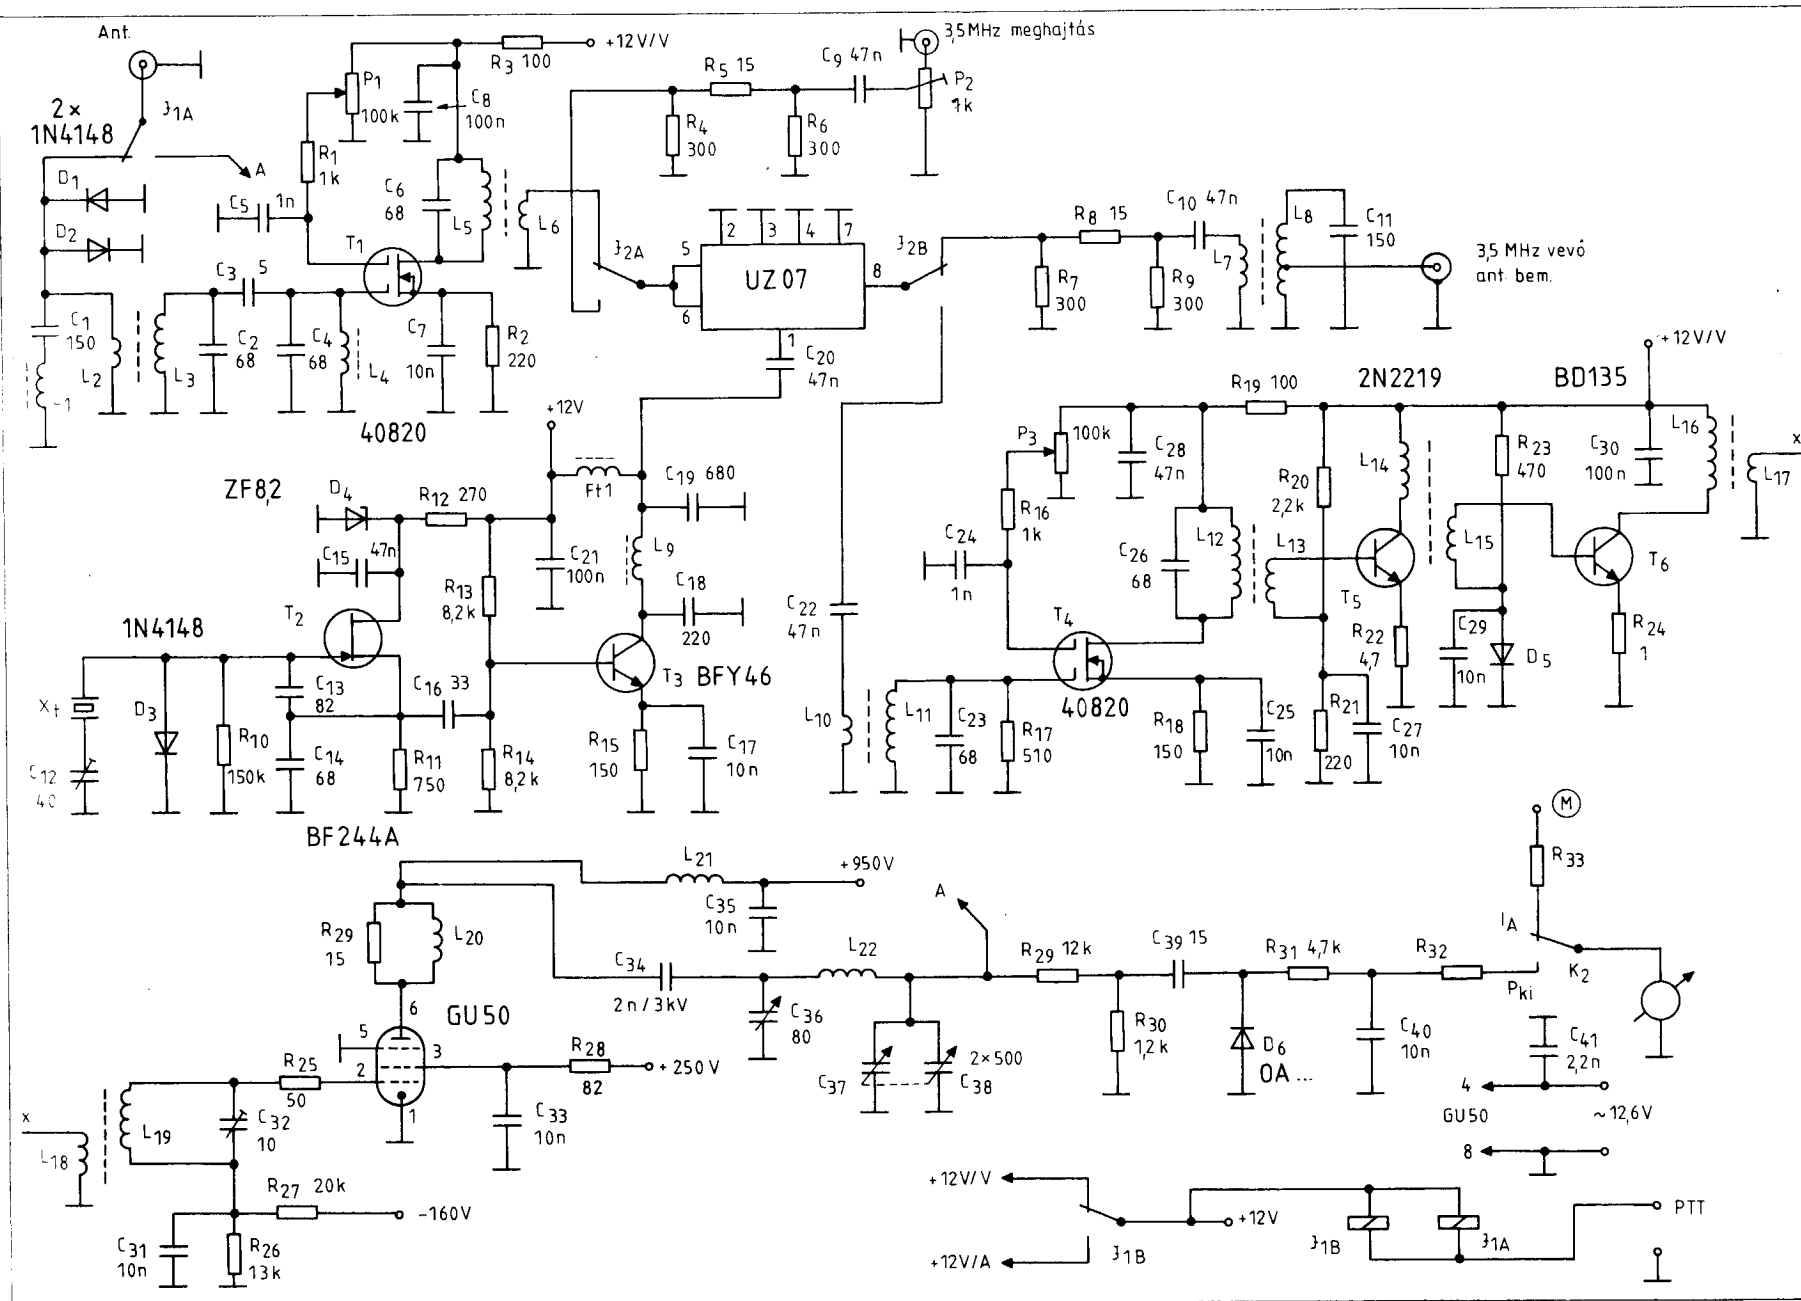 Ant.
3,5MHz meghajtás
+12V/V
R3 100
C9 47n
R5 15
P1
100k
C8
100n
P2
1k
J1A
2×
1N4148
R4
300
R6
300
R1
1k
A
D1
C5 1n
C6
68
L5
L6
D2
T1
J2A
5
6
2
3
4
7
UZ07
8
1
J2B
R8 15
C10 47n
L7
L8
C11
150
3,5 MHz vevő
ant. bem.
R7
300
R9
300
C3 5
C1
150
L2
L3
C2
68
C4
68
L4
C7
10n
R2
220
40820
C20
47n
+12V
+12V/V
R19 100
2N2219
BD135
P3
100k
C28
47n
L14
R23
470
C30
100n
L16
L17
x
R20
2,2k
ZF8,2
D4
R12 270
Ft1
C19 680
C15 47n
C21
100n
L9
R16
1k
C24
1n
C26
68
L12
L13
L15
T5
T6
R13
8,2k
C18
220
C22
47n
T2
1N4148
T3
BFY46
T4
R22
4,7
C29
10n
D5
R24
1
Xt
C13
82
C16 33
D3
R10
150k
C14
68
R11
750
R14
8,2k
R15
150
C17
10n
L10
L11
C23
68
R17
510
40820
R18
150
C25
10n
R21
220
C27
10n
C12
40
BF244A
M
R33
L21
+950V
C35
10n
A
R29
15
L20
L22
R29 12k
C39 15
R31 4,7k
R32
IA
K2
Pki
C34
2n/3kV
GU50
6
5
3
2
1
C36
80
R30
1,2k
D6
0A...
C40
10n
C41
2,2n
R28
82
+250V
C37
2×500
C38
R25
50
4
GU50
~12,6V
8
C33
10n
x
L18
L19
C32
10
R27 20k
-160V
C31
10n
R26
13k
+12V/V
+12V
+12V/A
J1B
J1B
J1A
PTT